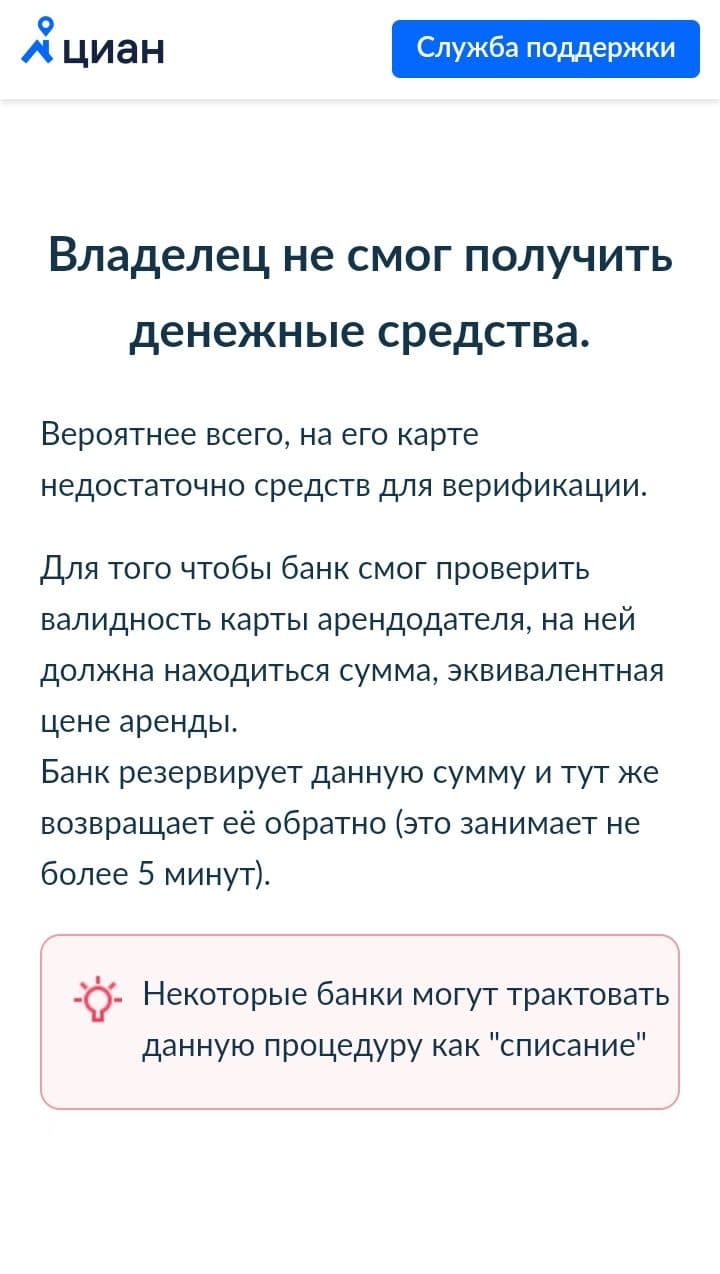 циан
Служба поддержки
Владелец не смог получить
денежные средства.
Вероятнее всего, на его карте
недостаточно средств для верификации.
Для того чтобы банк смог проверить
валидность карты арендодателя, на ней
должна находиться сумма, эквивалентная
цене аренды.
Банк резервирует данную сумму и тут же
возвращает её обратно (это занимает не
более 5 минут).
Некоторые банки могут трактовать
данную процедуру как "списание"